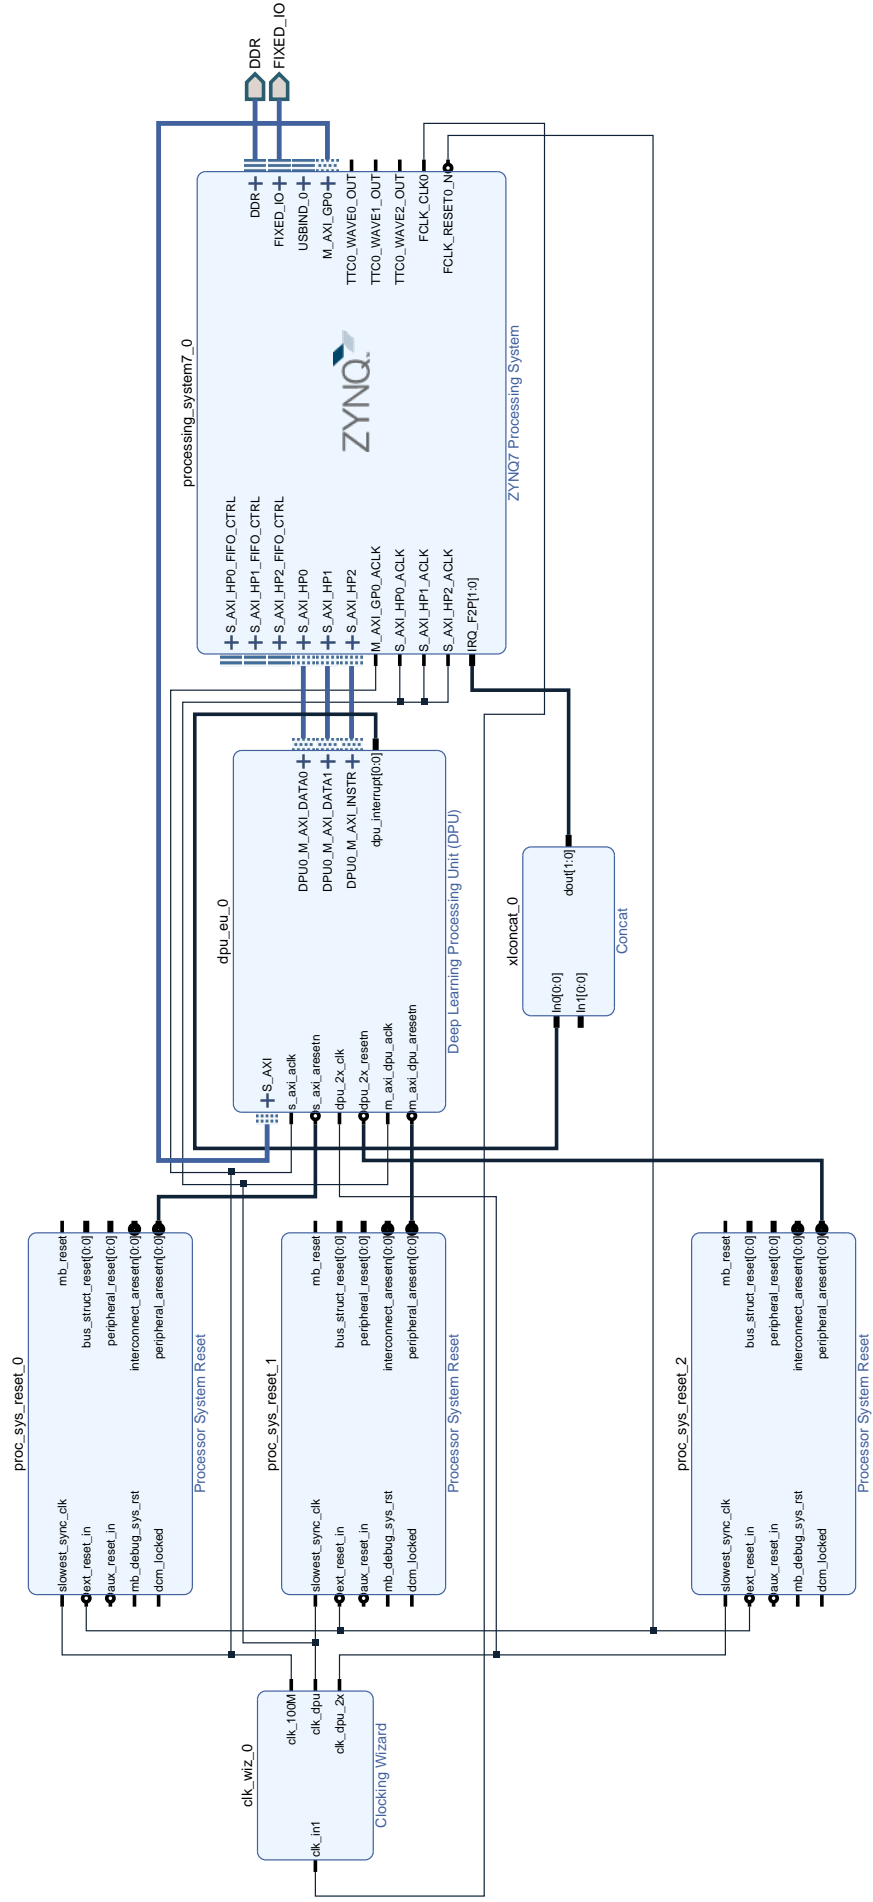 clk_wiz_0
clk_in1
clk_100M
clk_dpu
clk_dpu_2x
Clocking Wizard
proc_sys_reset_0
slowest_sync_clk
ext_reset_in
aux_reset_in
mb_debug_sys_rst
dcm_locked
mb_reset
bus_struct_reset[0:0]
peripheral_reset[0:0]
interconnect_aresetn[0:0]
peripheral_aresetn[0:0]
Processor System Reset
proc_sys_reset_1
slowest_sync_clk
ext_reset_in
aux_reset_in
mb_debug_sys_rst
dcm_locked
mb_reset
bus_struct_reset[0:0]
peripheral_reset[0:0]
interconnect_aresetn[0:0]
peripheral_aresetn[0:0]
Processor System Reset
proc_sys_reset_2
slowest_sync_clk
ext_reset_in
aux_reset_in
mb_debug_sys_rst
dcm_locked
mb_reset
bus_struct_reset[0:0]
peripheral_reset[0:0]
interconnect_aresetn[0:0]
peripheral_aresetn[0:0]
Processor System Reset
dpu_eu_0
S_AXI
s_axi_aclk
s_axi_aresetn
dpu_2x_clk
dpu_2x_resetn
m_axi_dpu_aclk
m_axi_dpu_aresetn
DPU0_M_AXI_DATA0
DPU0_M_AXI_DATA1
DPU0_M_AXI_INSTR
dpu_interrupt[0:0]
Deep Learning Processing Unit (DPU)
xlconcat_0
In0[0:0]
In1[0:0]
dout[1:0]
Concat
processing_system7_0
S_AXI_HP0_FIFO_CTRL
S_AXI_HP1_FIFO_CTRL
S_AXI_HP2_FIFO_CTRL
S_AXI_HP0
S_AXI_HP1
S_AXI_HP2
M_AXI_GP0_ACLK
S_AXI_HP0_ACLK
S_AXI_HP1_ACLK
S_AXI_HP2_ACLK
IRQ_F2P[1:0]
ZYNQ
DDR
FIXED_IO
USBIND_0
M_AXI_GP0
TTC0_WAVE0_OUT
TTC0_WAVE1_OUT
TTC0_WAVE2_OUT
FCLK_CLK0
FCLK_RESET0_N
ZYNQ7 Processing System
DDR
FIXED_IO